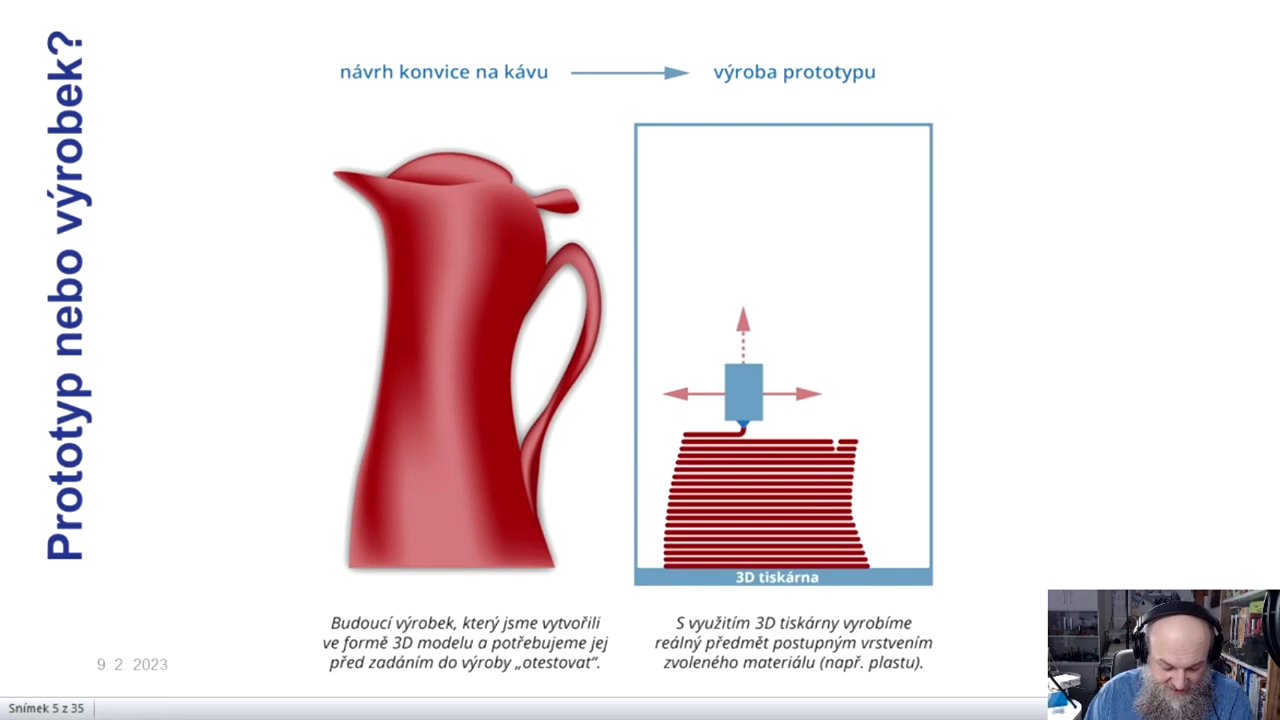 Prototyp nebo výrobek?
návrh konvice na kávu
výroba prototypu
3D tiskárna
Budoucí výrobek, který jsme vytvořili
ve formě 3D modelu a potřebujeme jej
před zadáním do výroby „otestovat“.
S využitím 3D tiskárny vyrobíme
reálný předmět postupným vrstvením
zvoleného materiálu (např. plastu).
9 2 2023
Snímek 5 z 35